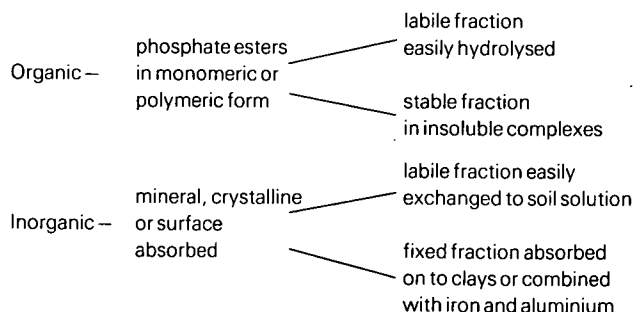 labile fraction
easily hydrolysed
phosphate esters
in monomeric or
polymeric form
Organic –
stable fraction
in insoluble complexes
labile fraction easily
exchanged to soil solution
mineral, crystalline
or surface
absorbed
Inorganic –
fixed fraction absorbed
on to clays or combined
with iron and aluminium